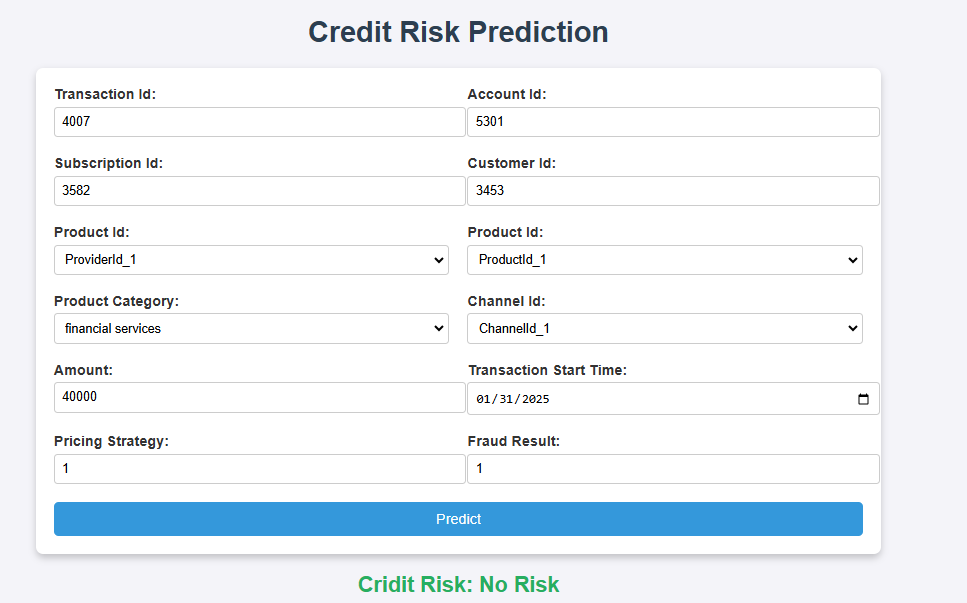 Credit Risk Prediction
Transaction Id: Account Id:
4007 5301
Subscription Id: Customer Id:
3582 3453
Product Id: Product Id:
ProviderId_1 ProductId_1
Product Category: Channel Id:
financial services ChannelId_1
Amount: Transaction Start Time:
40000 01/31/2025
Pricing Strategy: Fraud Result:
1 1
Predict
Cridit Risk: No Risk